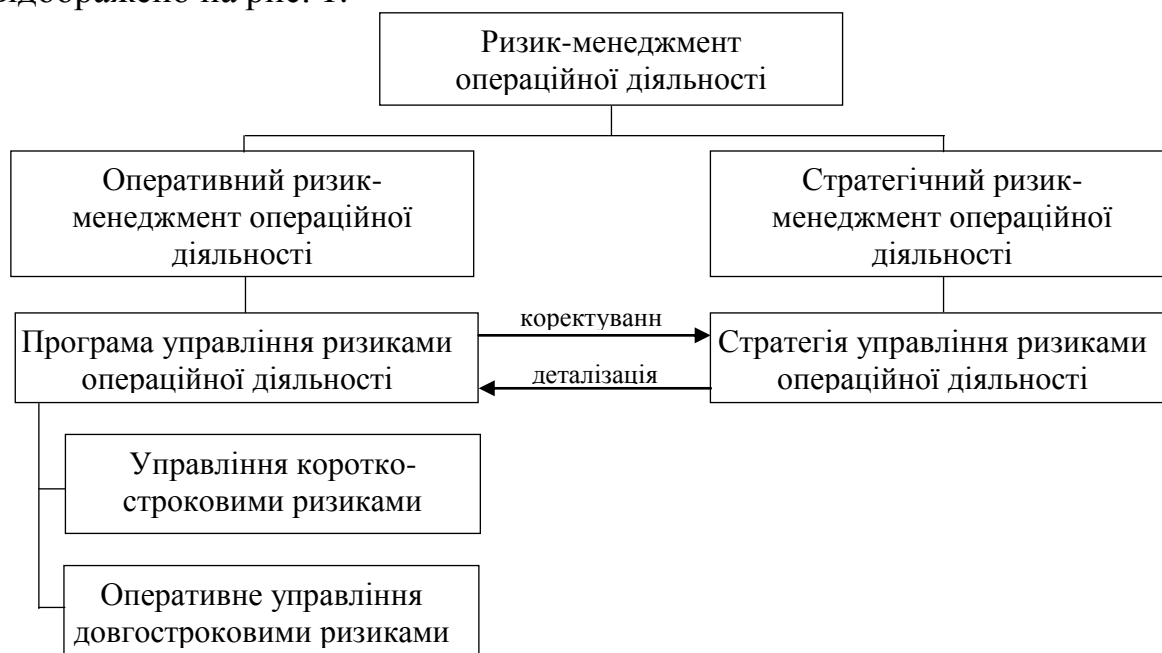 відображено на рис. 1.
Ризик-менеджмент
операційної діяльності
Оперативний ризик-
менеджмент операційної
діяльності
Стратегічний ризик-
менеджмент операційної
діяльності
Програма управління ризиками
операційної діяльності
коректуванн
деталізація
Стратегія управління ризиками
операційної діяльності
Управління коротко-
строковими ризиками
Оперативне управління
довгостроковими ризиками